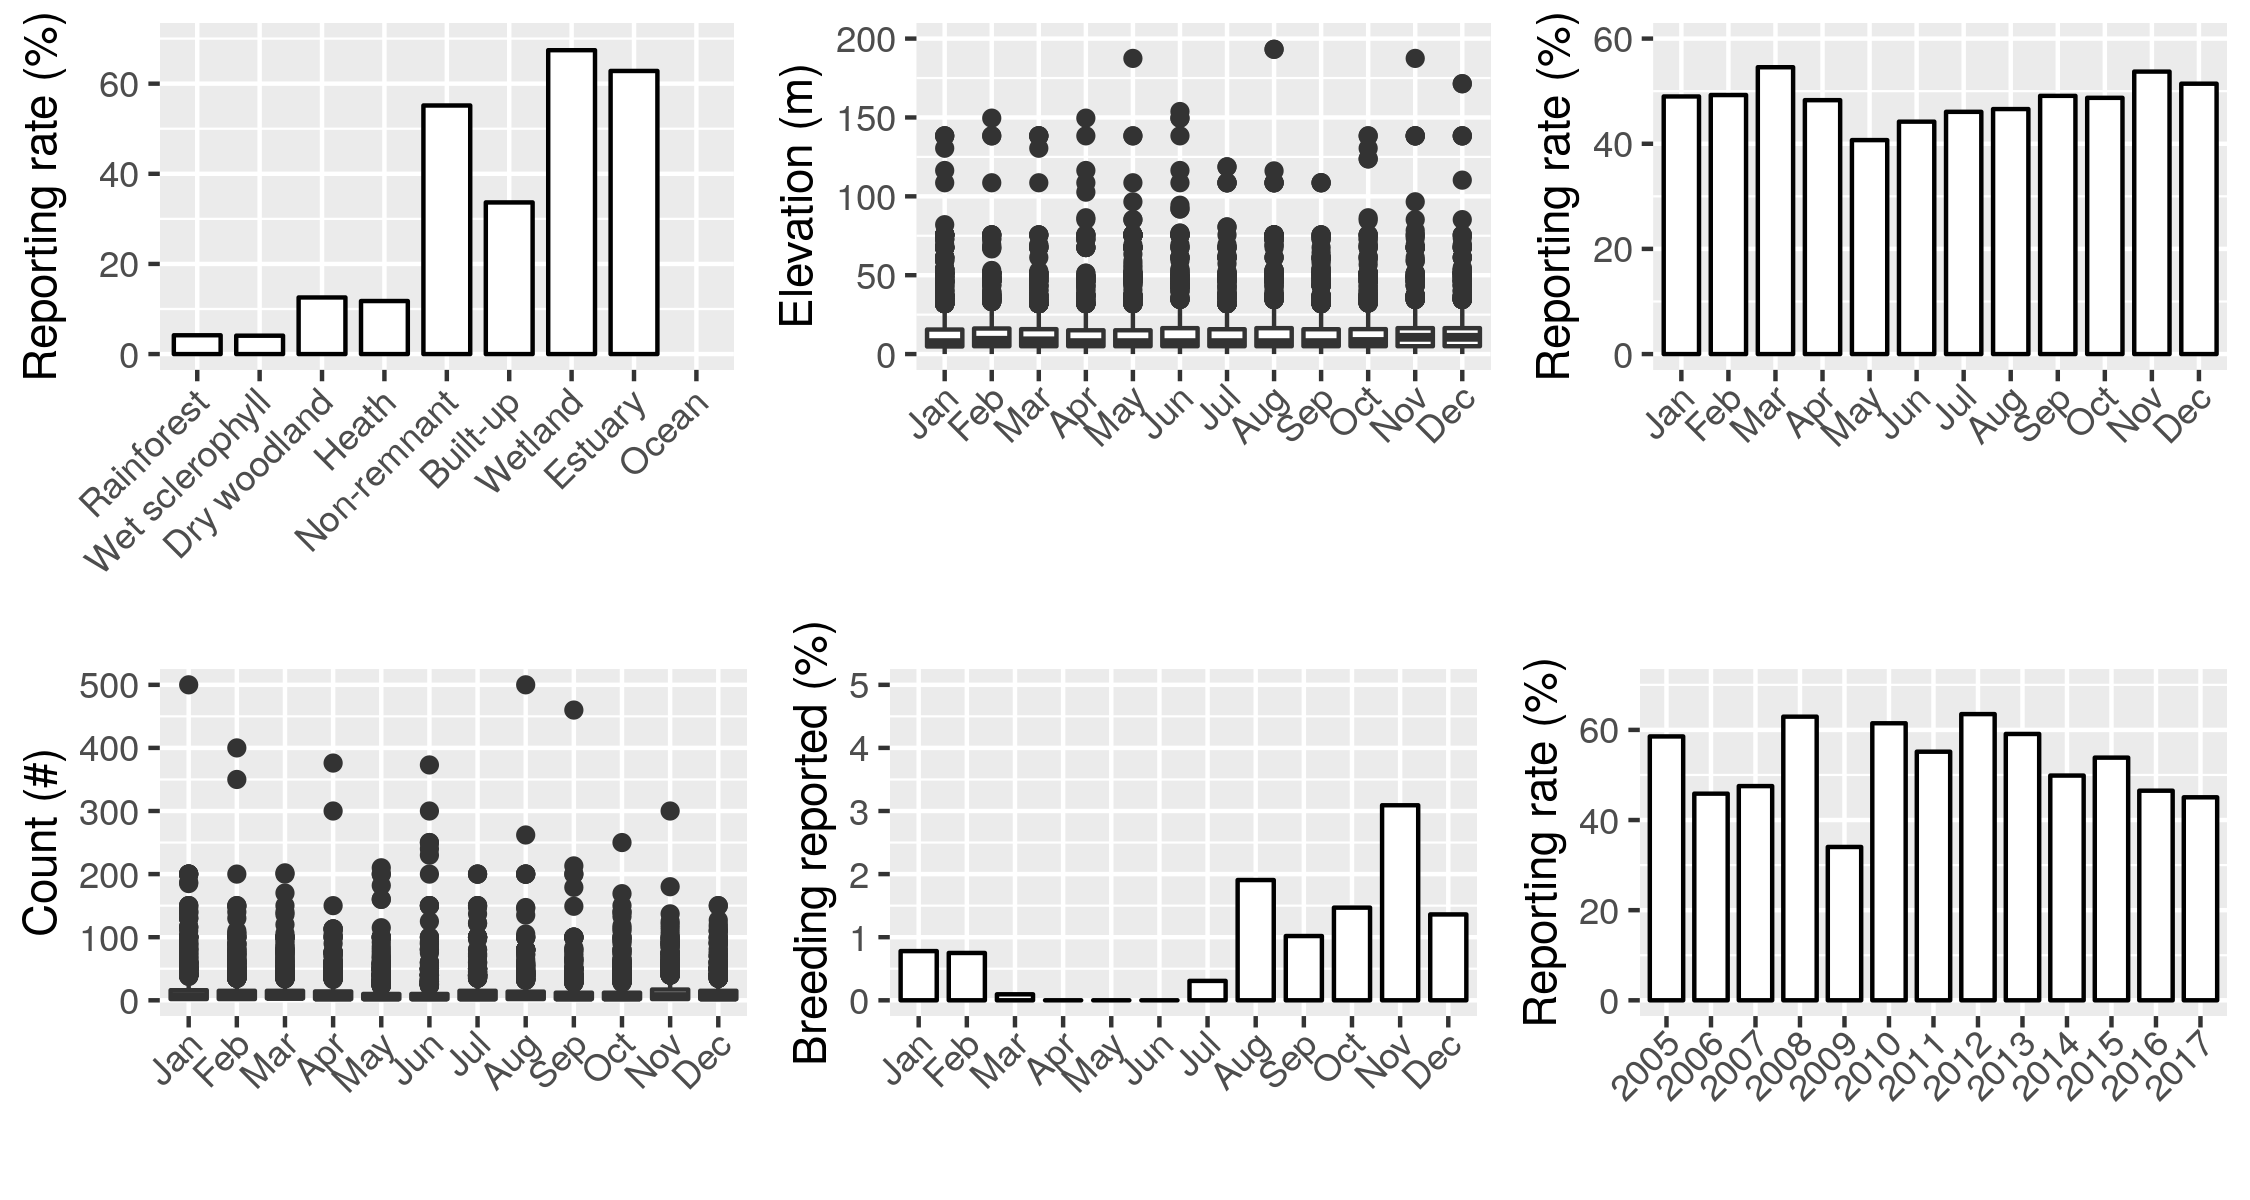 Reporting rate (%)
60
40
20
0
Rainforest
Wet sclerophyll
Dry woodland
Heath
Non-remnant
Built-up
Wetland
Estuary
Ocean
Elevation (m)
200
150
100
50
0
Jan
Feb
Mar
Apr
May
Jun
Jul
Aug
Sep
Oct
Nov
Dec
Reporting rate (%)
60
40
20
0
Jan
Feb
Mar
Apr
May
Jun
Jul
Aug
Sep
Oct
Nov
Dec
Count (#)
500
400
300
200
100
0
Jan
Feb
Mar
Apr
May
Jun
Jul
Aug
Sep
Oct
Nov
Dec
Breeding reported (%)
5
4
3
2
1
0
Jan
Feb
Mar
Apr
May
Jun
Jul
Aug
Sep
Oct
Nov
Dec
Reporting rate (%)
60
40
20
0
2005
2006
2007
2008
2009
2010
2011
2012
2013
2014
2015
2016
2017